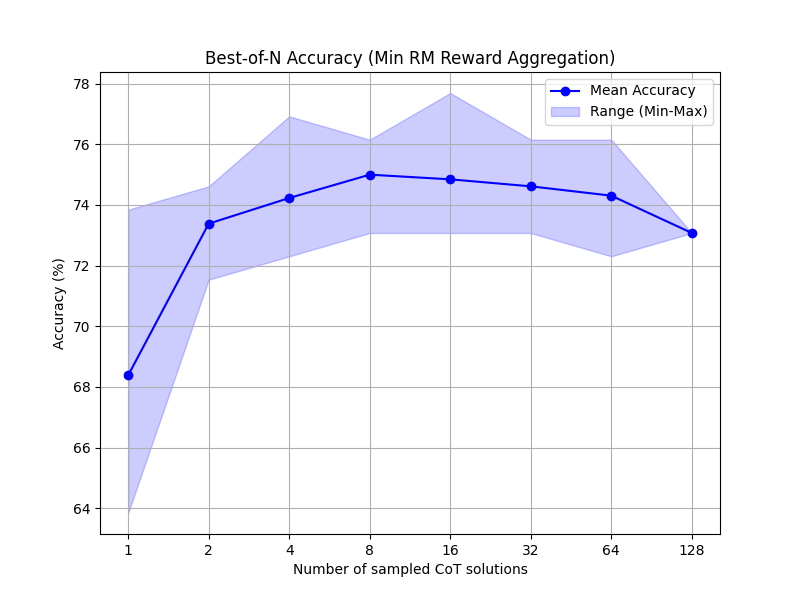 Best-of-N Accuracy (Min RM Reward Aggregation)
Mean Accuracy
Range (Min-Max)
Accuracy (%)
78
76
74
72
70
68
66
64
1 2 4 8 16 32 64 128
Number of sampled CoT solutions